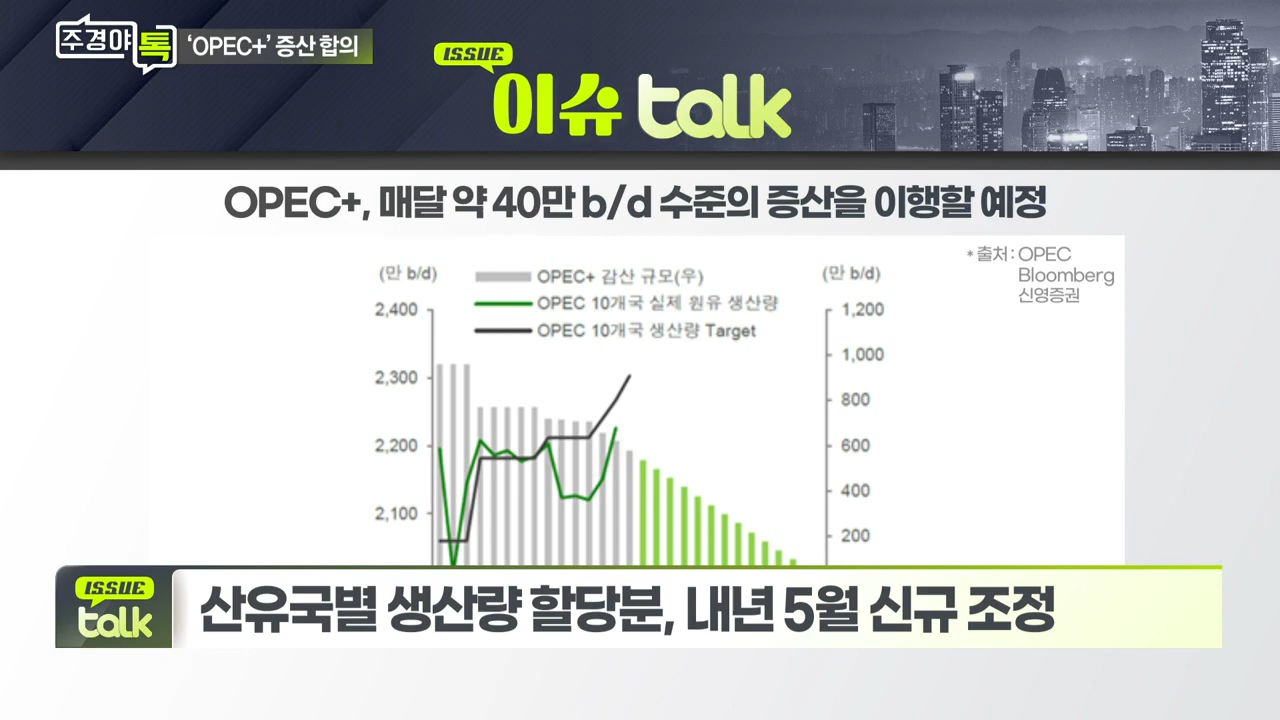 주경야톡
‘OPEC+’ 증산 합의
ISSUE
이슈 talk
OPEC+, 매달 약 40만 b/d 수준의 증산을 이행할 예정
* 출처 : OPEC
Bloomberg
신영증권
(만 b/d)
(만 b/d)
OPEC+ 감산 규모(우)
OPEC 10개국 실제 원유 생산량
OPEC 10개국 생산량 Target
2,400
2,300
2,200
2,100
1,200
1,000
800
600
400
200
ISSUE
talk
산유국별 생산량 할당분, 내년 5월 신규 조정